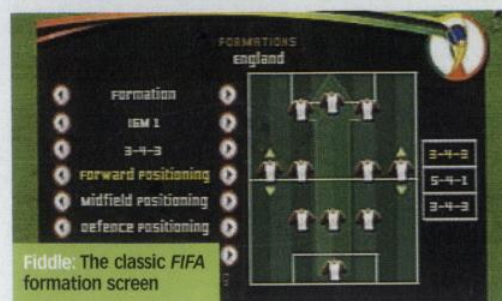 FORMATIONS
England
Formation
IGM 1
3-4-3
Forward Positioning
Midfield Positioning
Defence Positioning
3-4-3
5-4-1
3-4-3
Fiddle: The classic FIFA
formation screen